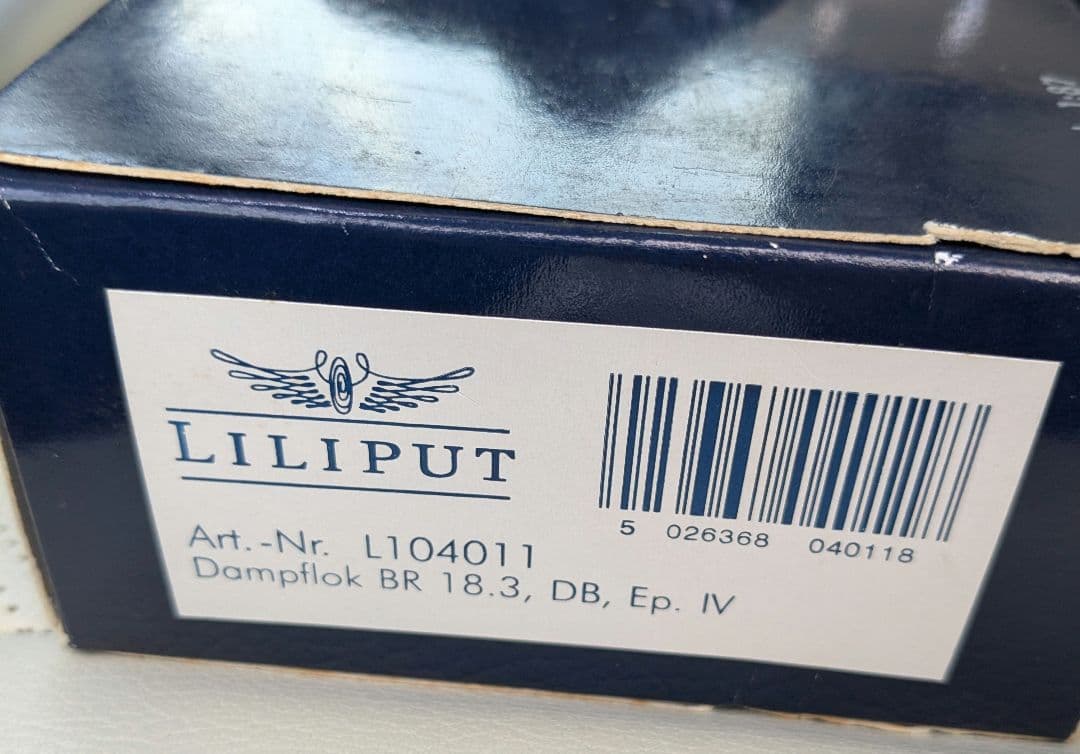 LILIPUT
Art.-Nr. L104011
Dampflok BR 18.3, DB, Ep. IV
5 026368 040118